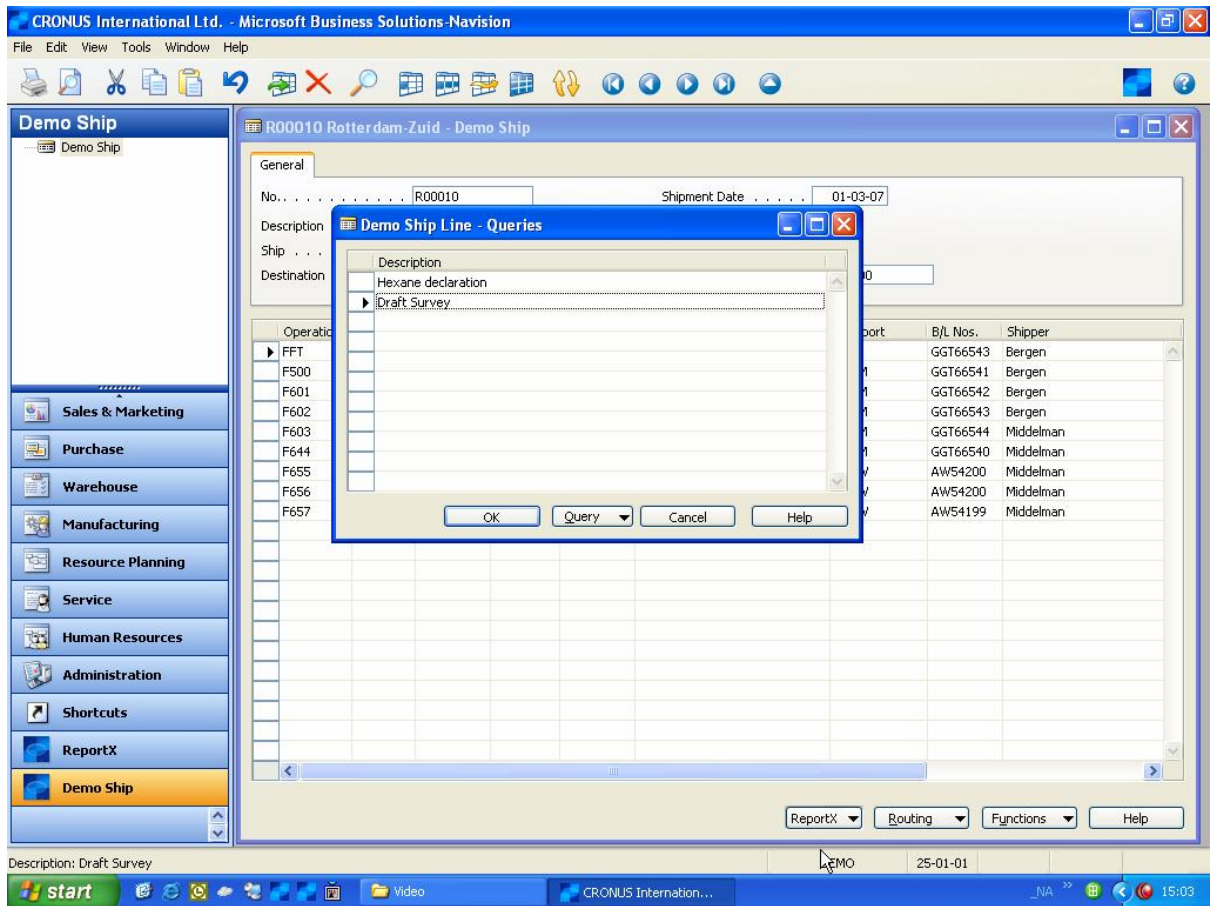 CRONUS International Ltd. - Microsoft Business Solutions-Navision
File Edit View Tools Window Help
Demo Ship
Demo Ship
R00010 Rotterdam-Zuid - Demo Ship
General
No.. . . . . . . . . . . . R00010 Shipment Date . . . . . 01-03-07
Description
Ship . . .
Destination
Demo Ship Line - Queries
Description
Hexane declaration
Draft Survey
OK Query Cancel Help
B/L Nos. Shipper
FFT GGT66543 Bergen
F500 GGT66541 Bergen
F601 GGT66542 Bergen
F602 GGT66543 Bergen
F603 GGT66544 Middelman
F644 GGT66540 Middelman
F655 AW54200 Middelman
F656 AW54200 Middelman
F657 AW54199 Middelman
Sales & Marketing
Purchase
Warehouse
Manufacturing
Resource Planning
Service
Human Resources
Administration
Shortcuts
ReportX
Demo Ship
ReportX Routing Functions Help
Description: Draft Survey 25-01-01
start Video CRONUS Internation... _NA 15:03